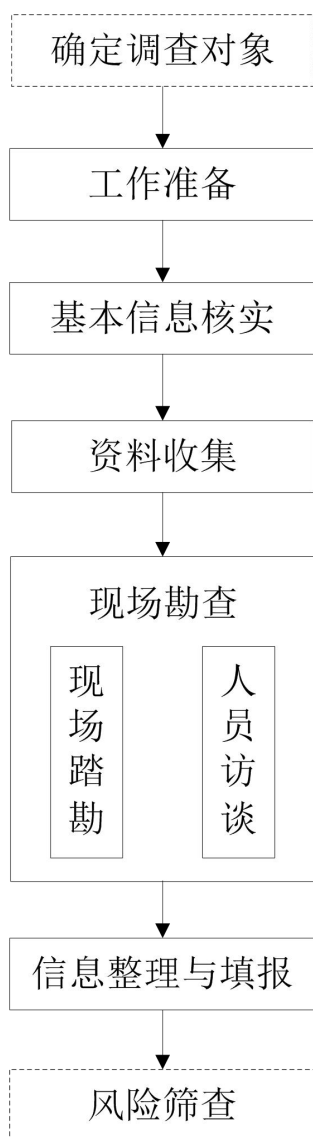 确定调查对象
工作准备
基本信息核实
资料收集
现场勘查
现场踏勘
人员访谈
信息整理与填报
风险筛查